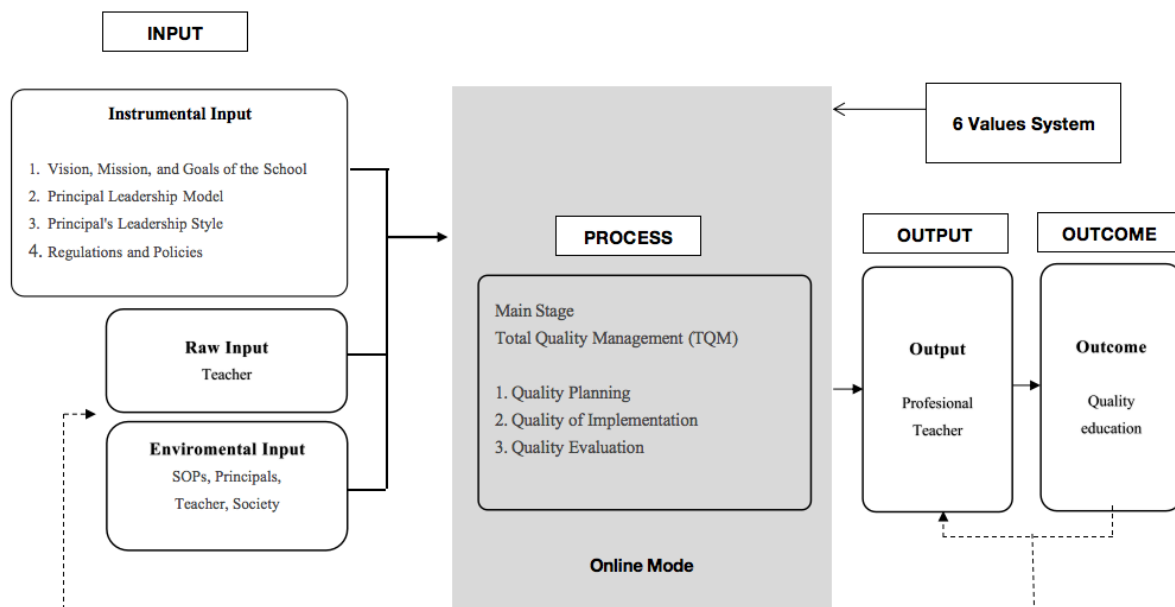 INPUT
Instrumental Input
1. Vision, Mission, and Goals of the School
2. Principal Leadership Model
3. Principal's Leadership Style
4. Regulations and Policies
Raw Input
Teacher
Enviromental Input
SOPs, Principals,
Teacher, Society
PROCESS
Main Stage
Total Quality Management (TQM)
1. Quality Planning
2. Quality of Implementation
3. Quality Evaluation
Online Mode
6 Values System
OUTPUT
Output
Profesional
Teacher
OUTCOME
Outcome
Quality
education